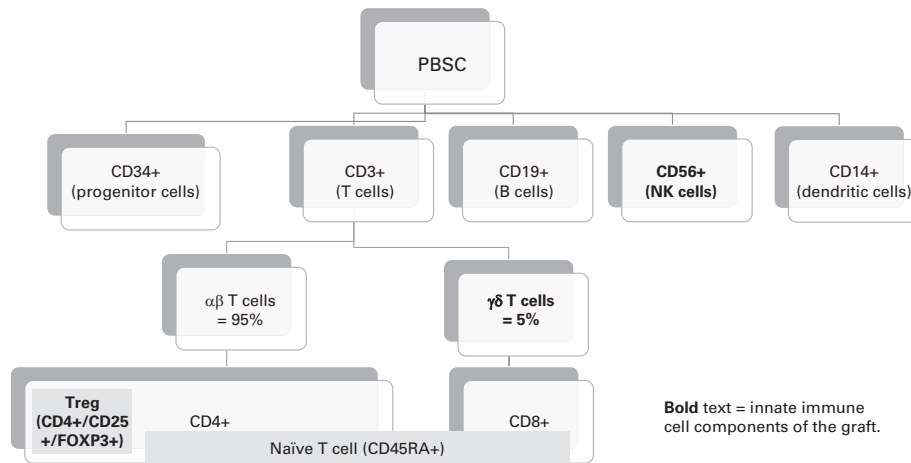 PBSC
CD34+
(progenitor cells)
CD3+
(T cells)
CD19+
(B cells)
CD56+
(NK cells)
CD14+
(dendritic cells)
αβ T cells
= 95%
γδ T cells
= 5%
Treg
(CD4+/CD25
+/FOXP3+)
CD4+
CD8+
Naïve T cell (CD45RA+)
Bold text = innate immune
cell components of the graft.